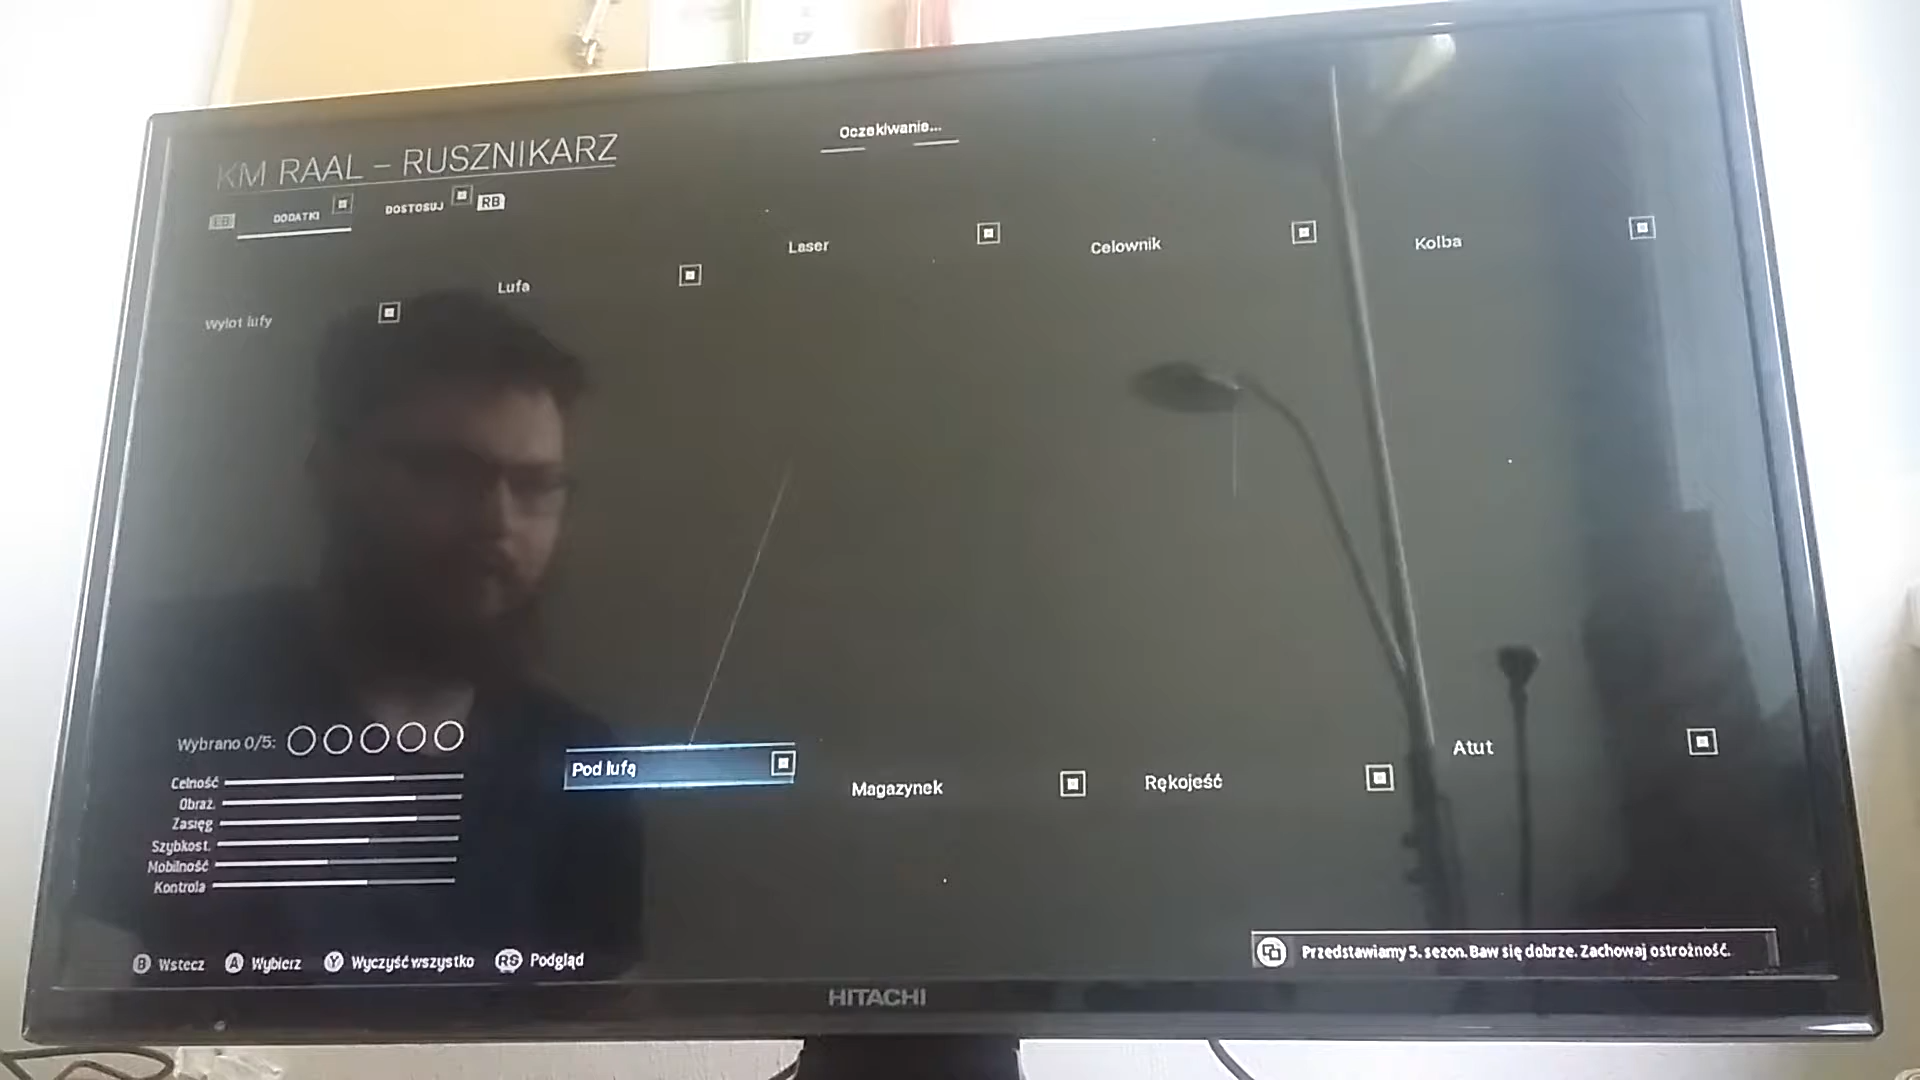 Oczekiwanie...
KM RAAL – RUSZNIKARZ
LB DODATKI DOSTOSUJ RB
Laser
Celownik
Kolba
Lufa
Wylot lufy
Wybrano 0/5:
Pod lufą
Magazynek
Rękojeść
Atut
Celność
Obraż.
Zasięg
Szybkost.
Mobilność
Kontrola
B Wstecz A Wybierz Y Wyczyść wszystko RS Podgląd
Przedstawiamy 5. sezon. Baw się dobrze. Zachowaj ostrożność.
HITACHI